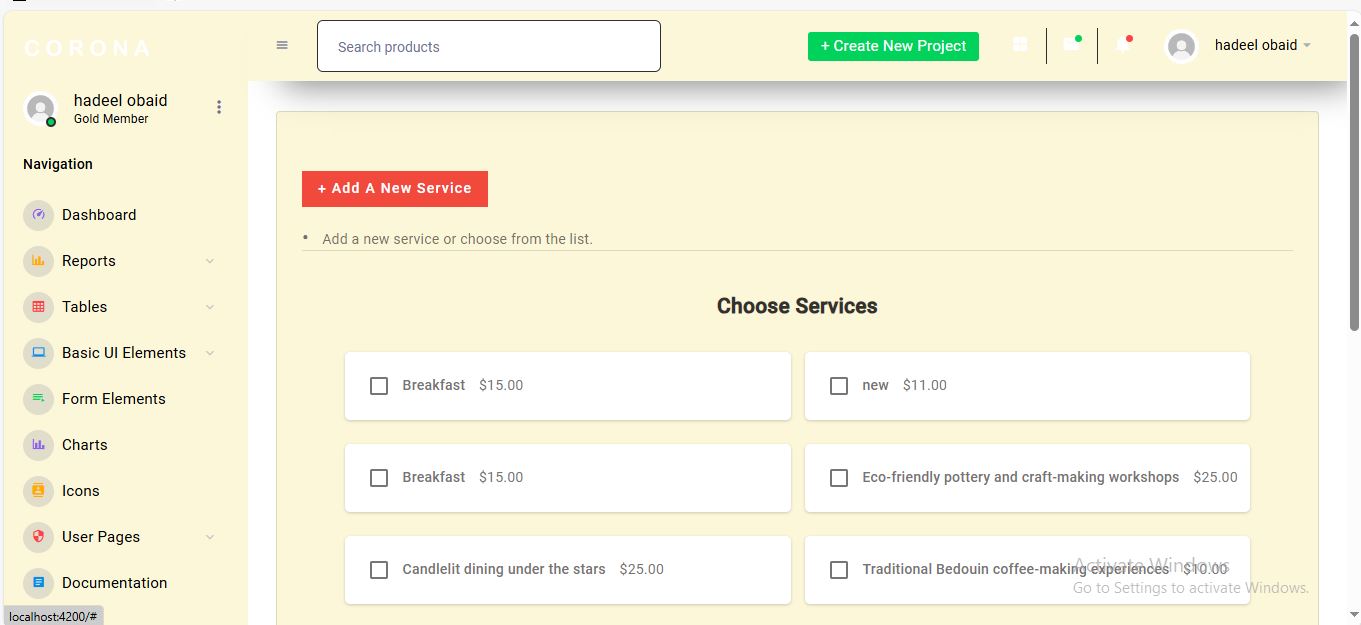 CORONA
Search products
+ Create New Project
hadeel obaid
hadeel obaid
Gold Member
Navigation
Dashboard
Reports
Tables
Basic UI Elements
Form Elements
Charts
Icons
User Pages
Documentation
+ Add A New Service
• Add a new service or choose from the list.
Choose Services
Breakfast $15.00
new $11.00
Breakfast $15.00
Eco-friendly pottery and craft-making workshops $25.00
Candlelit dining under the stars $25.00
Traditional Bedouin coffee-making experiences $10.00
Activate Windows
Go to Settings to activate Windows.
localhost:4200/#